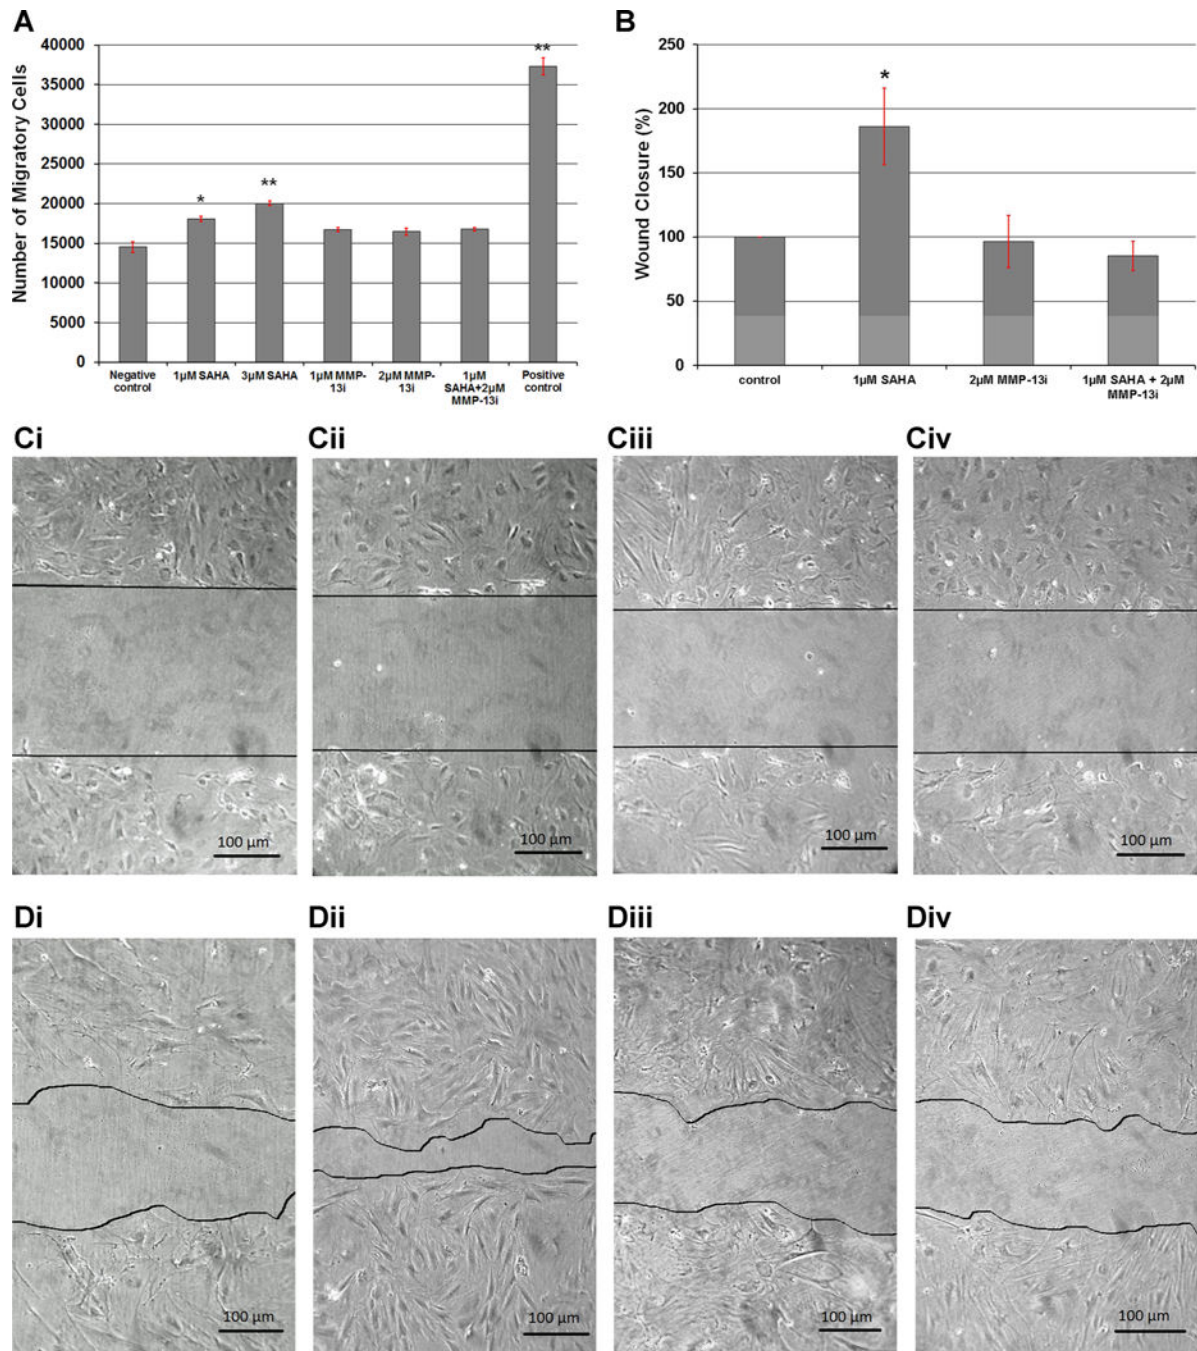 A
Number of Migratory Cells
40000
35000
30000
25000
20000
15000
10000
5000
0
*
**
**
Negative control
1µM SAHA
3µM SAHA
1µM MMP-13i
2µM MMP-13i
1µM SAHA+2µM MMP-13i
Positive control
B
Wound Closure (%)
250
200
150
100
50
0
*
control
1µM SAHA
2µM MMP-13i
1µM SAHA + 2µM MMP-13i
Ci
Cii
Ciii
Civ
100 µm
100 µm
100 µm
100 µm
Di
Dii
Diii
Div
100 µm
100 µm
100 µm
100 µm